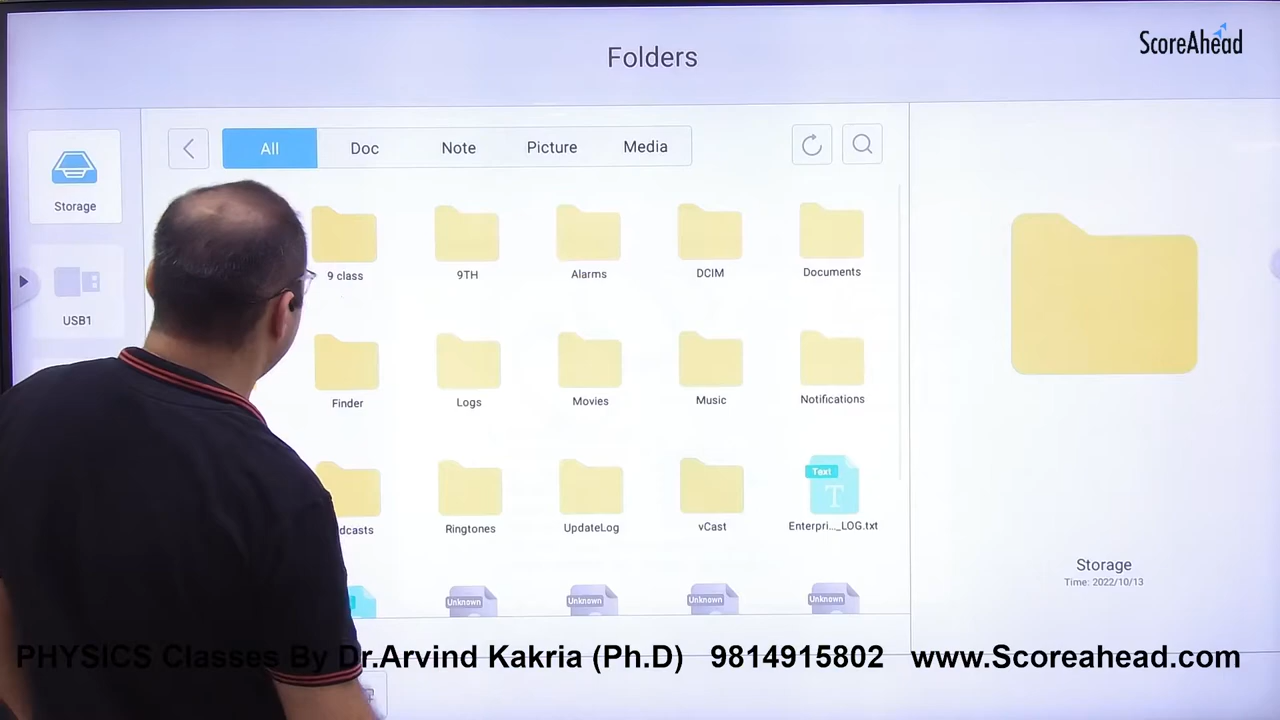 Folders
ScoreAhead
All Doc Note Picture Media
Storage
USB1
9 class 9TH Alarms DCIM Documents
Finder Logs Movies Music Notifications
dcasts Ringtones UpdateLog vCast Enterpri..._LOG.txt
Text
T
Unknown Unknown Unknown Unknown
Storage
Time: 2022/10/13
PHYSICS Classes By Dr.Arvind Kakria (Ph.D) 9814915802 www.Scoreahead.com